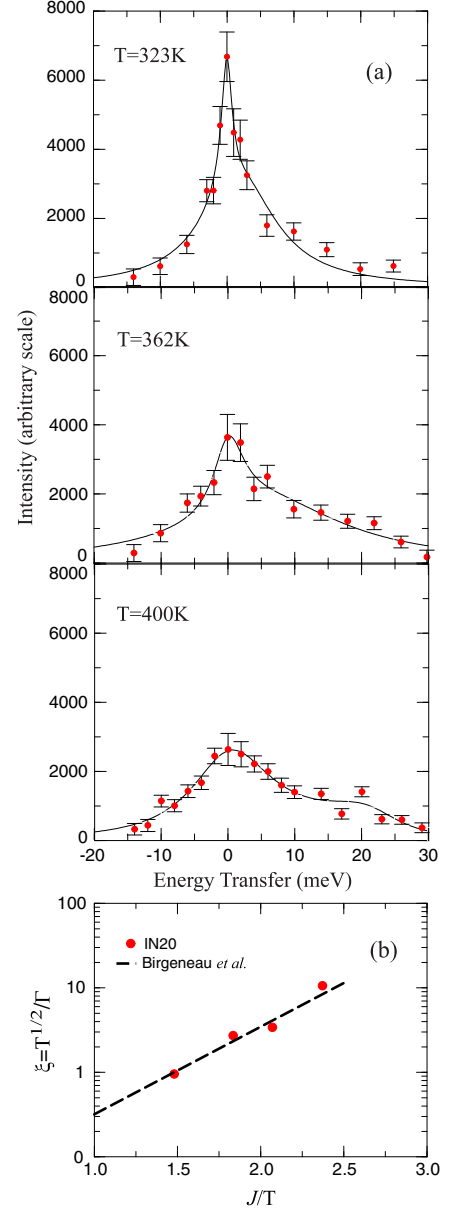 8000
T=323K
(a)
6000
4000
2000
0
8000
T=362K
6000
4000
2000
0
8000
T=400K
6000
4000
2000
0
Intensity (arbitrary scale)
-20 -10 0 10 20 30
Energy Transfer (meV)
100
IN20
(b)
Birgeneau et al.
10
1
0
ξ=T^1/2/Γ
1.0 1.5 2.0 2.5 3.0
J/T